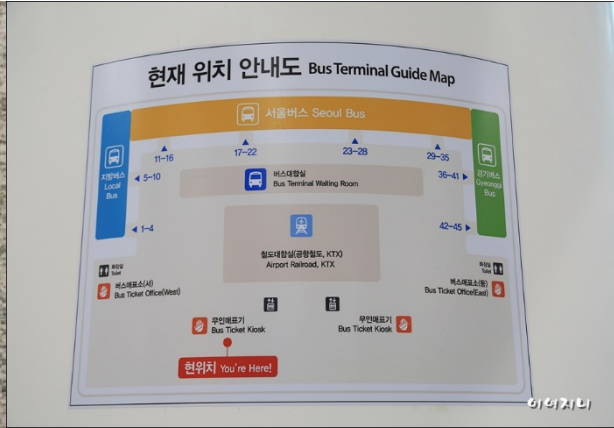 현재 위치 안내도 Bus Terminal Guide Map
서울버스 Seoul Bus
지방버스
Local
Bus
경기버스
Gyeonggi
Bus
11-16
17-22
23-28
29-35
5-10
36-41
버스대합실
Bus Terminal Waiting Room
1-4
42-45
철도대합실(공항철도, KTX)
Airport Railroad, KTX
화장실
Toilet
화장실
Toilet
버스매표소(서)
Bus Ticket Office(West)
버스매표소(동)
Bus Ticket Office(East)
무인매표기
Bus Ticket Kiosk
무인매표기
Bus Ticket Kiosk
현위치 You're Here!
이이지니